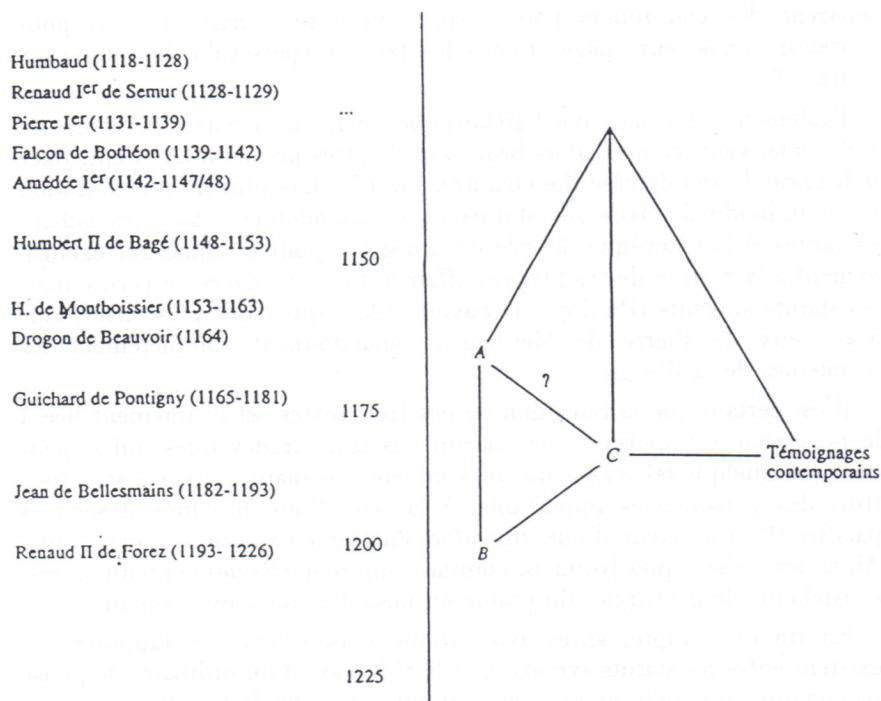 Humbaud (1118-1128)
Renaud Ier de Semur (1128-1129)
Pierre Ier (1131-1139)
...
Falcon de Bothéon (1139-1142)
Amédée Ier (1142-1147/48)
Humbert II de Bagé (1148-1153)
1150
H. de Montboissier (1153-1163)
Drogon de Beauvoir (1164)
A
?
Guichard de Pontigny (1165-1181)
1175
C
Témoignages
contemporains
Jean de Bellesmains (1182-1193)
Renaud II de Forez (1193- 1226)
1200
B
1225